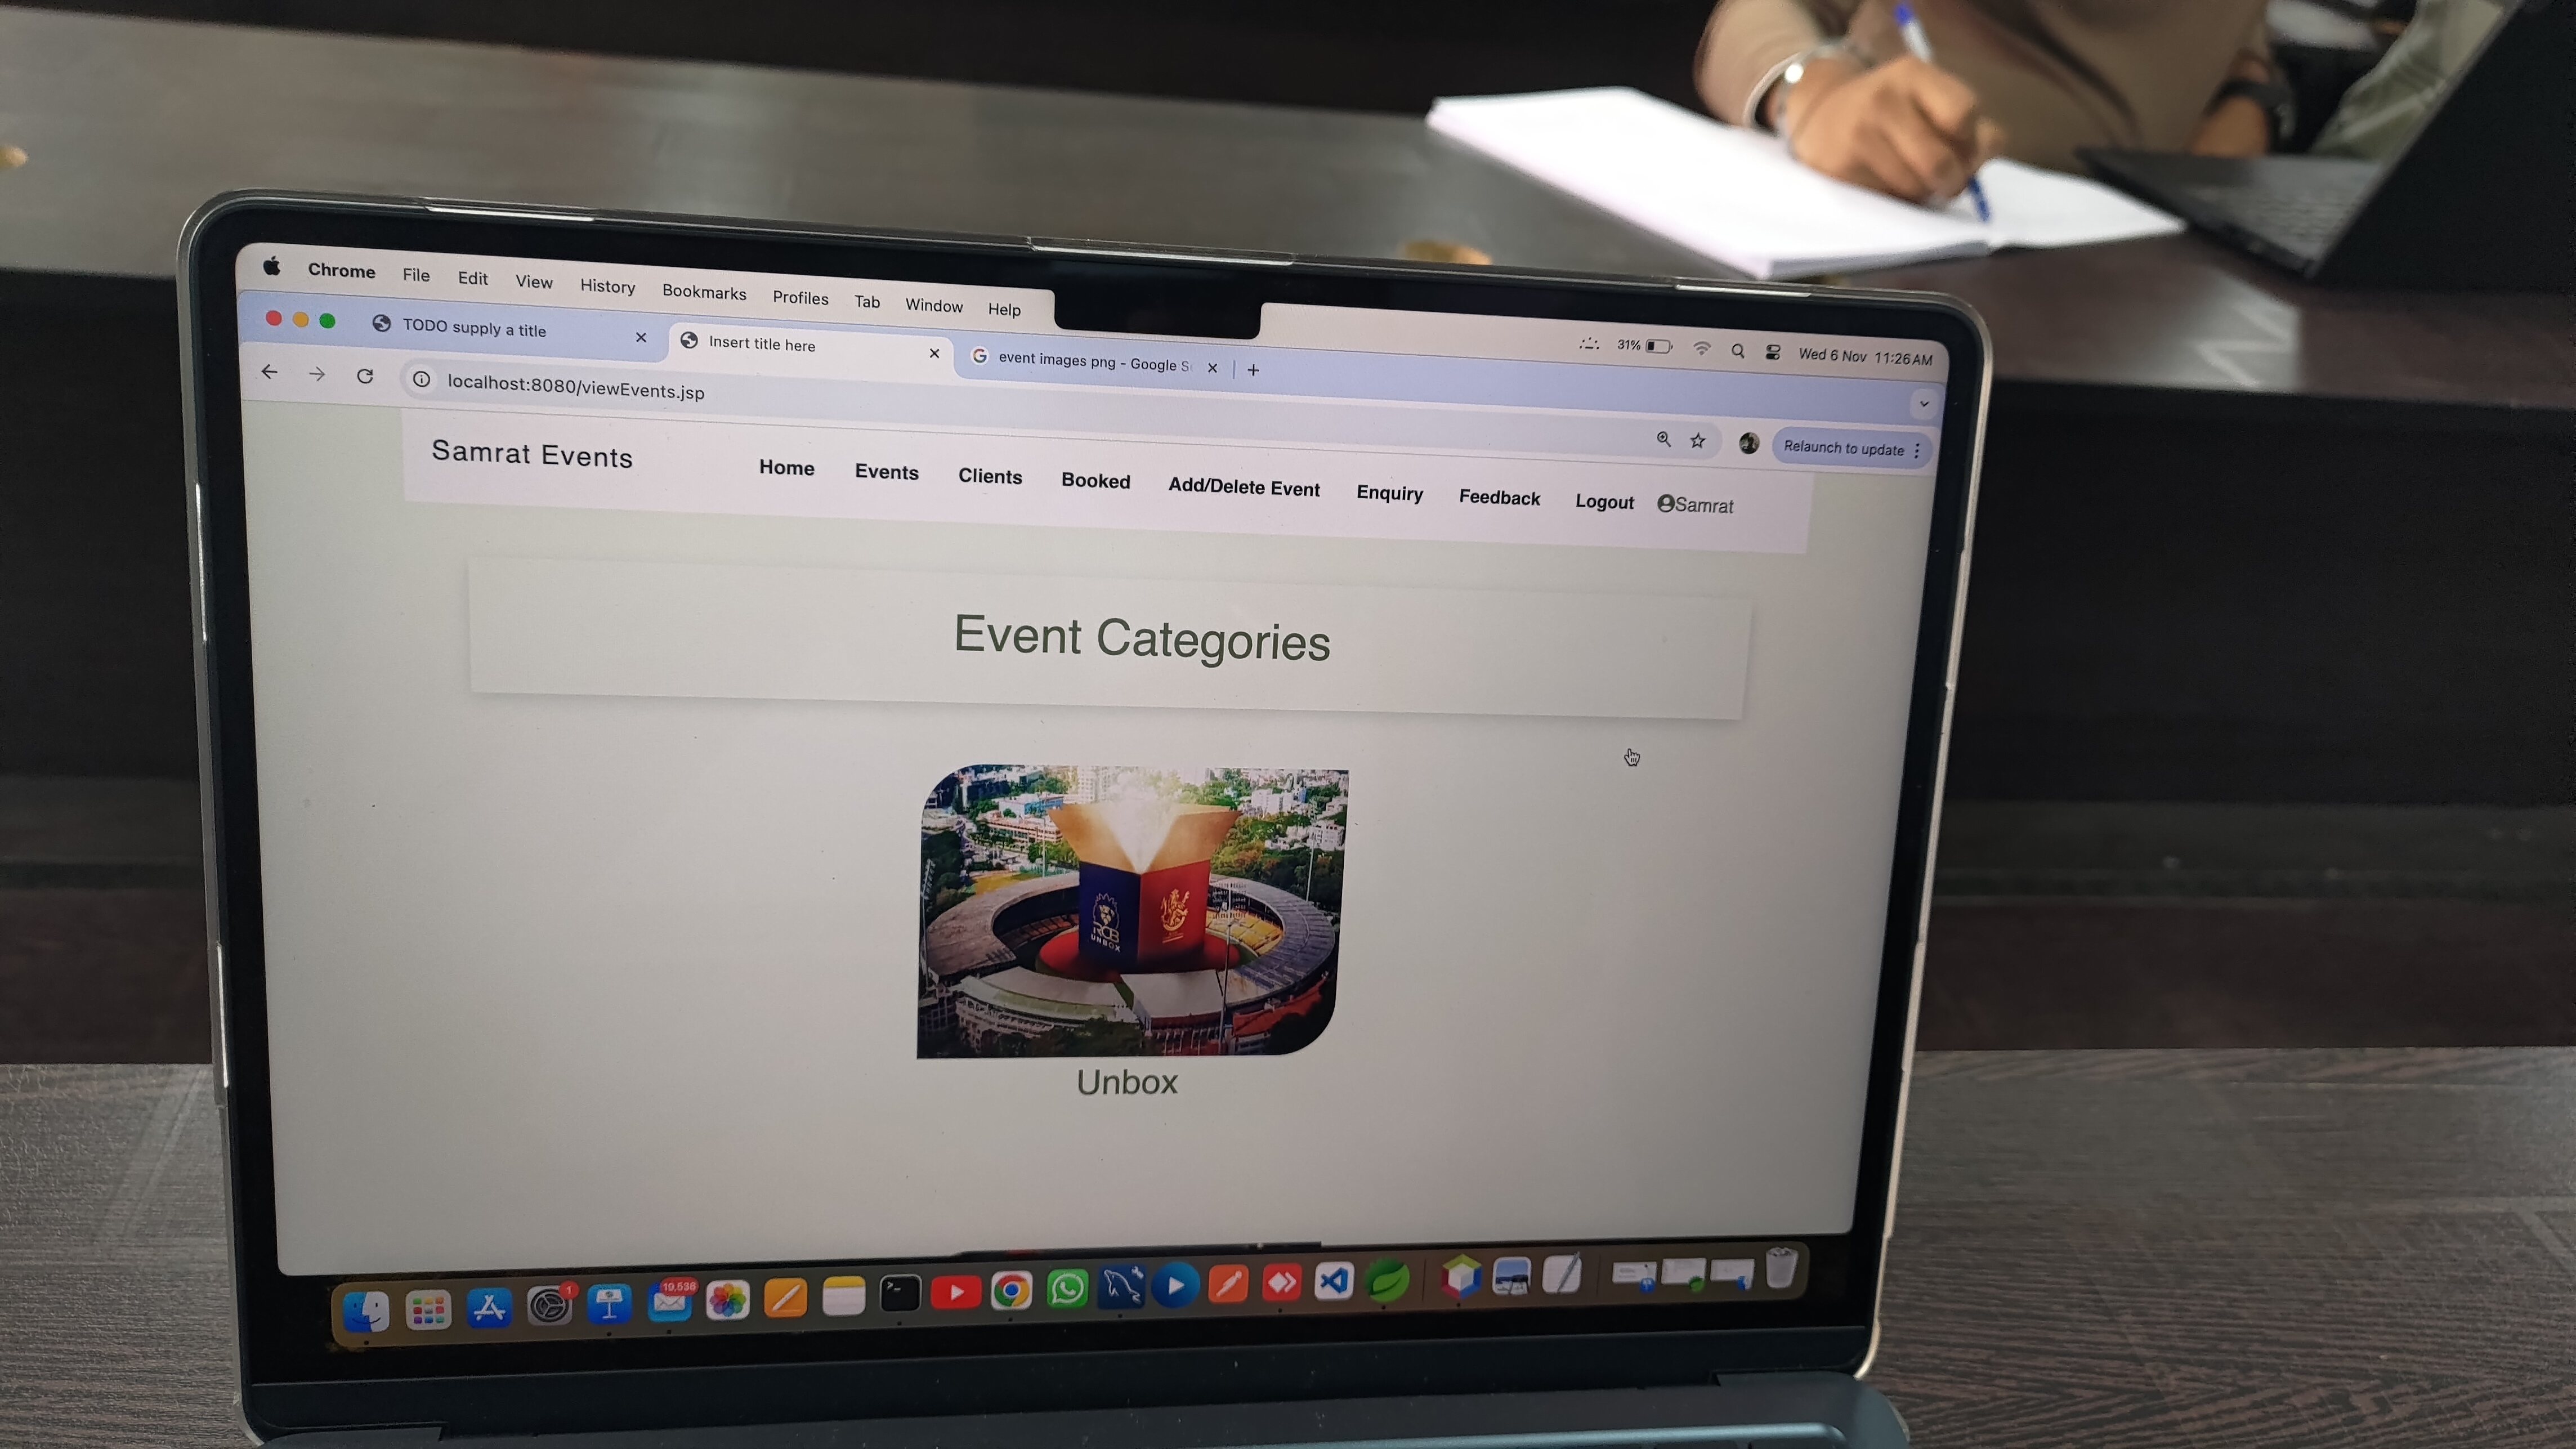 Chrome File Edit View History Bookmarks Profiles Tab Window Help
31% Wed 6 Nov 11:26 AM
TODO supply a title
Insert title here
event images png - Google S
localhost:8080/viewEvents.jsp
Relaunch to update
Samrat Events
Home Events Clients Booked Add/Delete Event Enquiry Feedback Logout Samrat
Event Categories
RCB
UNBOX
Unbox
1
19,536